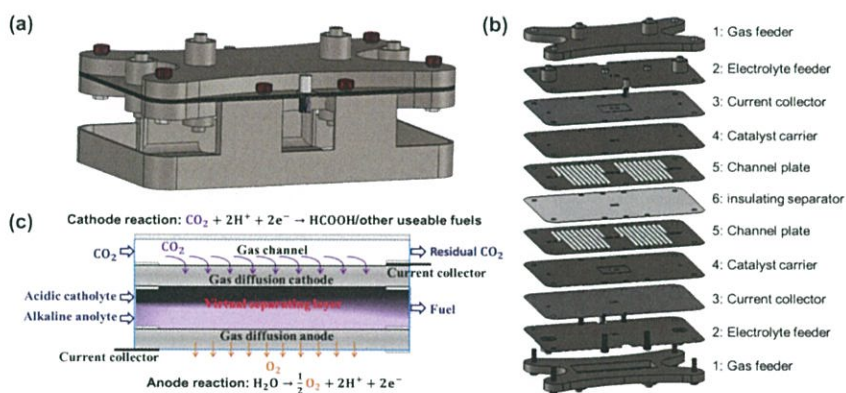 (a)
(b)
1: Gas feeder
2: Electrolyte feeder
3: Current collector
4: Catalyst carrier
5: Channel plate
6: insulating separator
5: Channel plate
4: Catalyst carrier
3: Current collector
2: Electrolyte feeder
1: Gas feeder
(c)
Cathode reaction: CO₂ + 2H⁺ + 2e⁻ → HCOOH/other useable fuels
CO₂
CO₂
Gas channel
Residual CO₂
Current collector
Gas diffusion cathode
Acidic catholyte
Virtual separating layer
Alkaline anolyte
Fuel
Gas diffusion anode
Current collector
O₂
Anode reaction: H₂O → ½ O₂ + 2H⁺ + 2e⁻